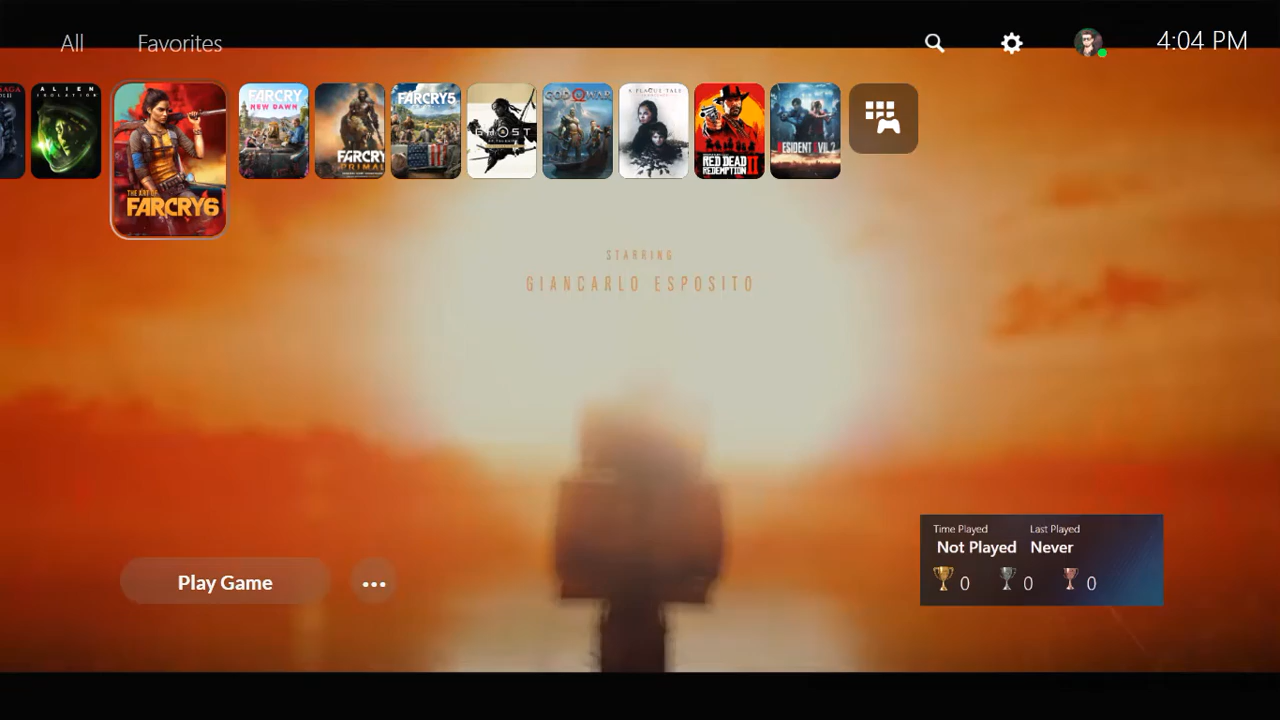 All
Favorites
4:04 PM
SAGA
ALIEN
ISOLATION
THE ART OF
FARCRY6
FARCRY
NEW DAWN
FARCRY
PRIMAL
FARCRY5
GHOST
GOD WAR
A PLAGUE TALE
RED DEAD
REDEMPTION II
RESIDENT EVIL 2
STARRING
GIANCARLO ESPOSITO
Play Game
Time Played
Last Played
Not Played
Never
0
0
0